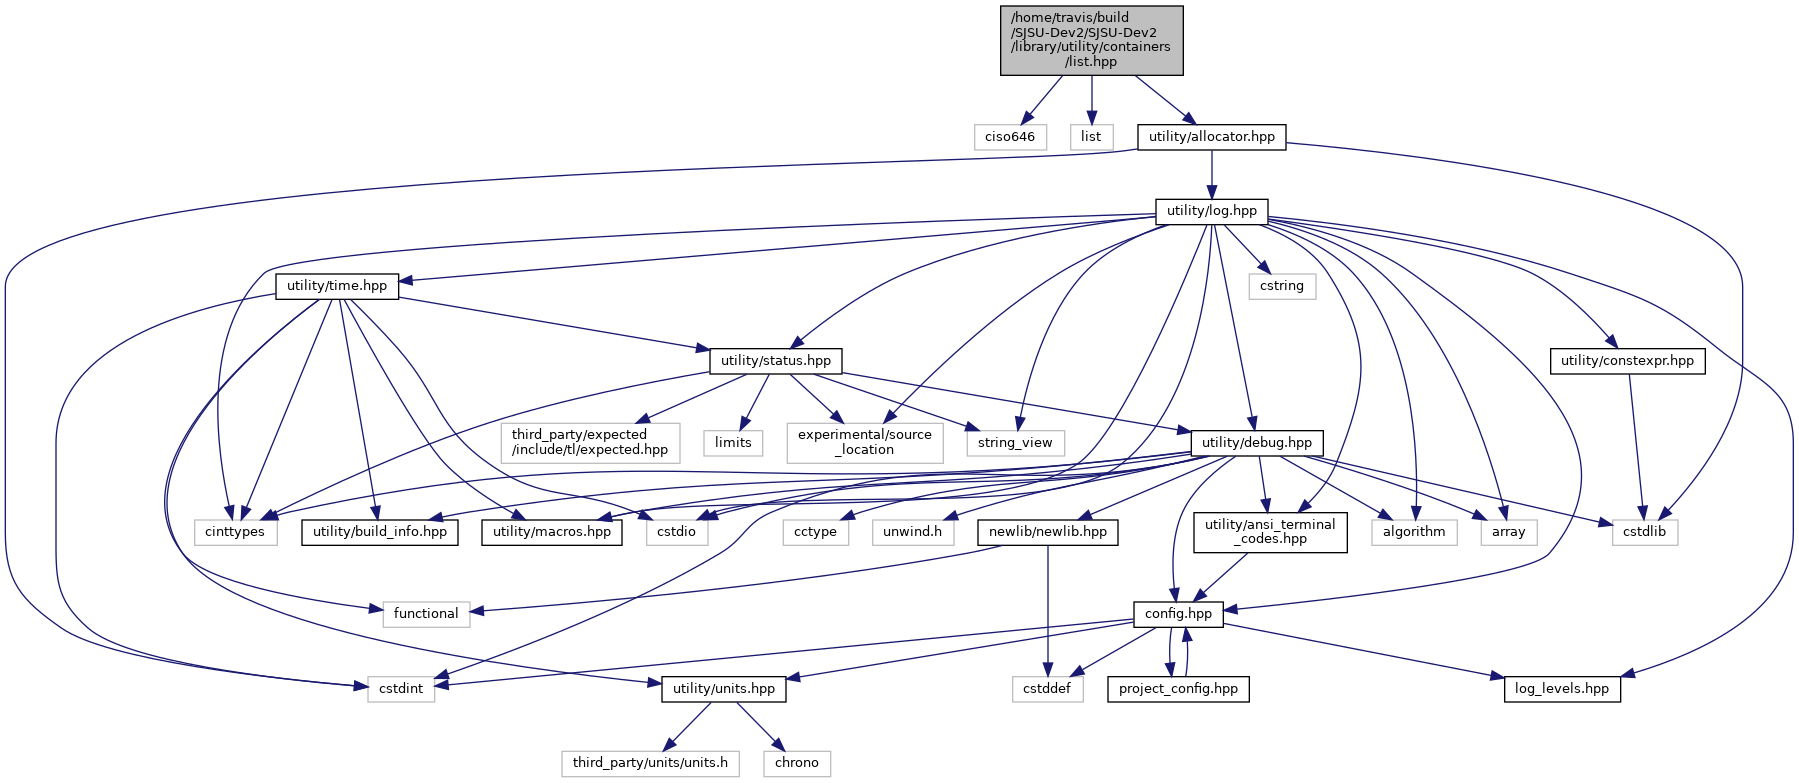 /home/travis/build
/SJSU-Dev2/SJSU-Dev2
/library/utility/containers
/list.hpp
ciso646
list
utility/allocator.hpp
utility/log.hpp
utility/time.hpp
cstring
utility/status.hpp
utility/constexpr.hpp
third_party/expected
/include/tl/expected.hpp
limits
experimental/source
_location
string_view
utility/debug.hpp
cinttypes
utility/build_info.hpp
utility/macros.hpp
cstdio
cctype
unwind.h
newlib/newlib.hpp
utility/ansi_terminal
_codes.hpp
algorithm
array
cstdlib
functional
config.hpp
cstdint
utility/units.hpp
cstddef
project_config.hpp
log_levels.hpp
third_party/units/units.h
chrono